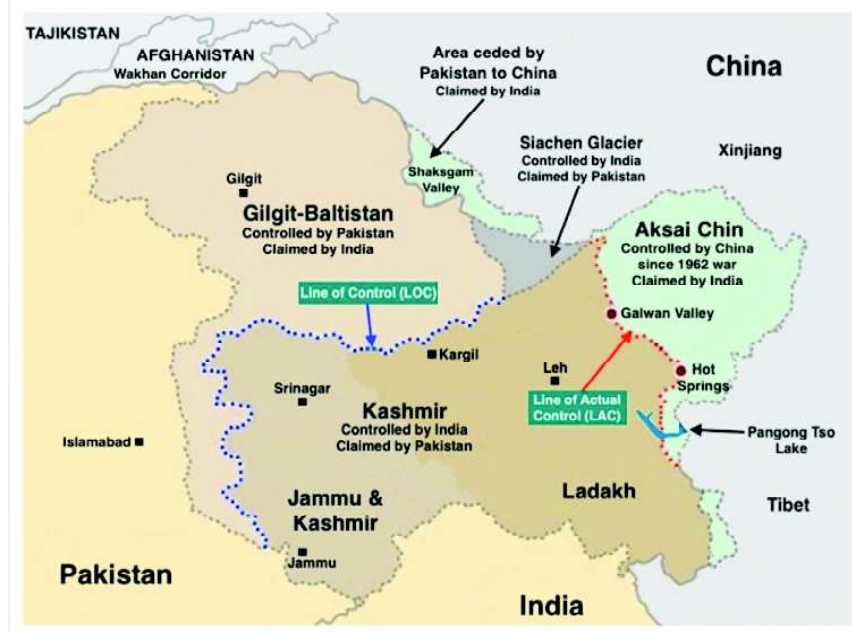 TAJIKISTAN
AFGHANISTAN
Wakhan Corridor
Area ceded by
Pakistan to China
Claimed by India
China
Siachen Glacier
Controlled by India
Claimed by Pakistan
Xinjiang
Shaksgam
Valley
Gilgit
Gilgit-Baltistan
Controlled by Pakistan
Claimed by India
Aksai Chin
Controlled by China
since 1962 war
Claimed by India
Line of Control (LOC)
Galwan Valley
Kargil
Leh
Hot
Springs
Srinagar
Line of Actual
Control (LAC)
Kashmir
Controlled by India
Claimed by Pakistan
Islamabad
Pangong Tso
Lake
Jammu &
Kashmir
Ladakh
Tibet
Jammu
Pakistan
India